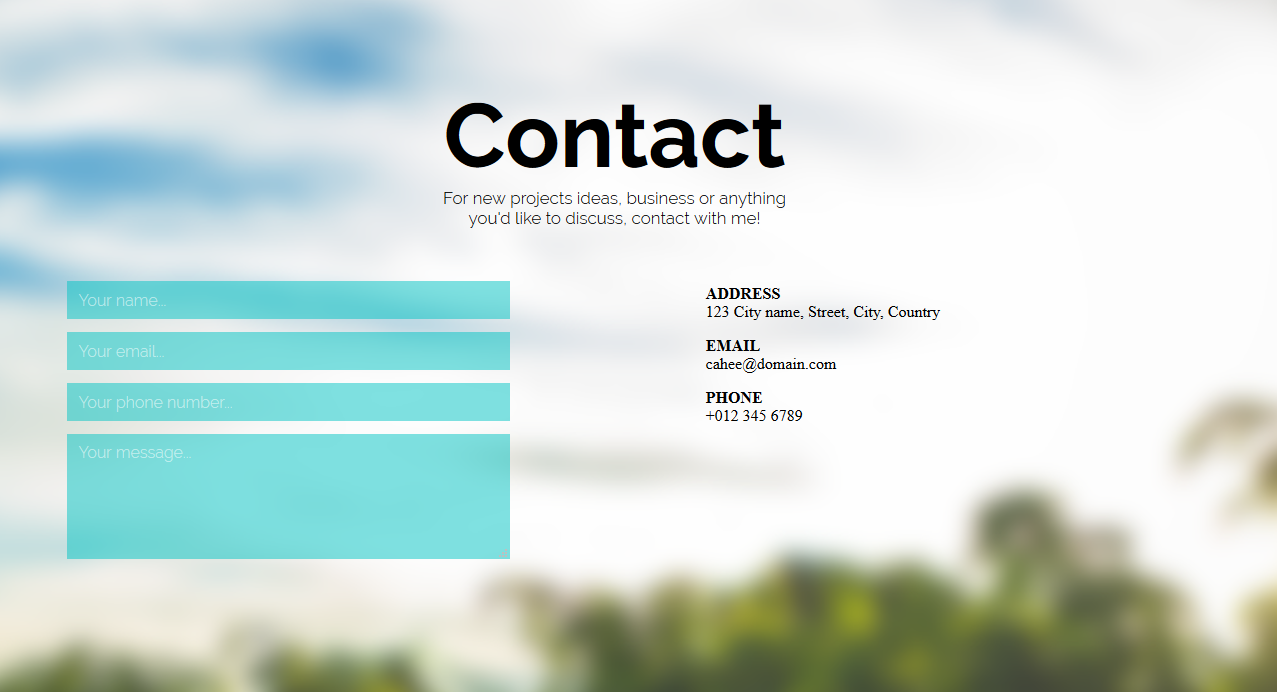 Contact
For new projects ideas, business or anything
you'd like to discuss, contact with me!
Your name...
Your email...
Your phone number...
Your message...
ADDRESS
123 City name, Street, City, Country
EMAIL
cahee@domain.com
PHONE
+012 345 6789